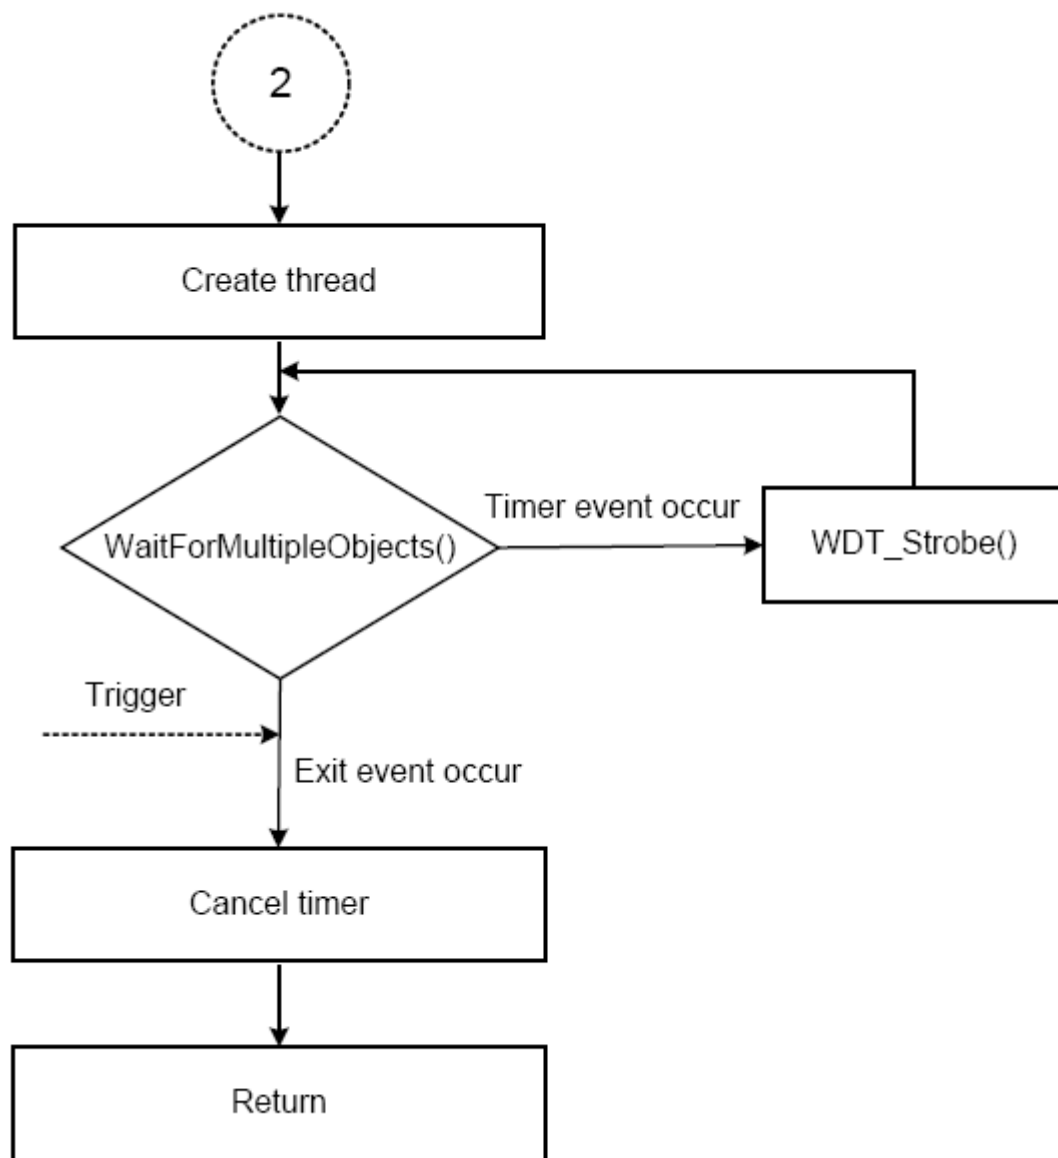 2
Create thread
Timer event occur
WaitForMultipleObjects()
WDT_Strobe()
Trigger
Exit event occur
Cancel timer
Return